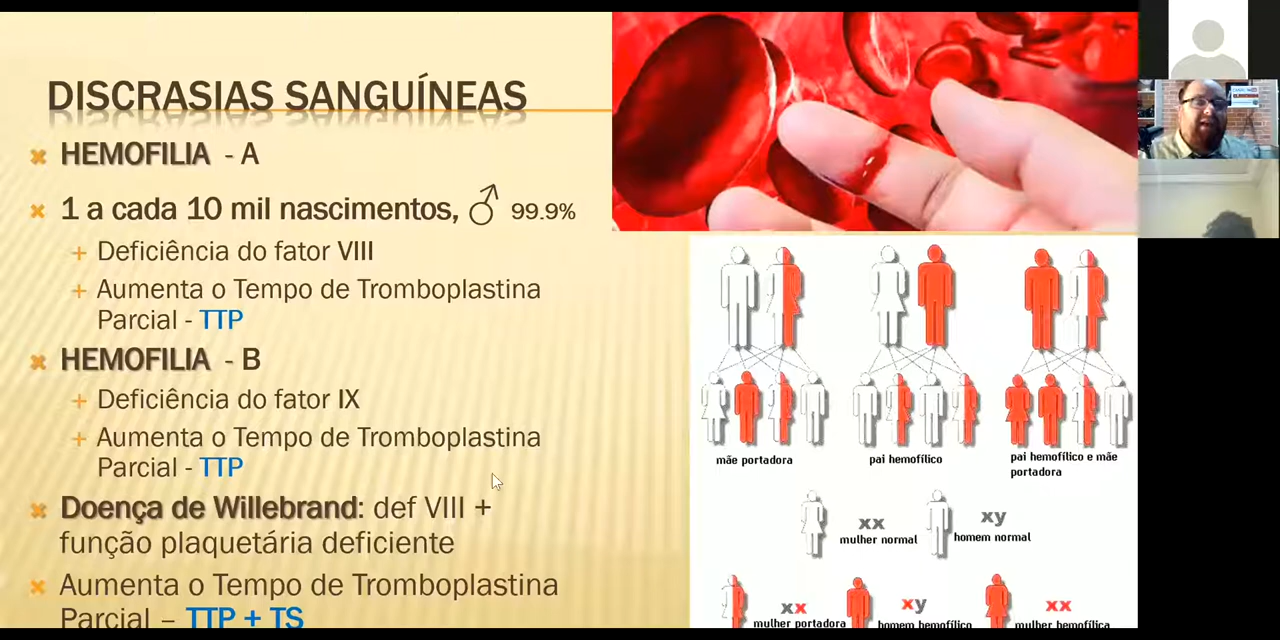 DISCRASIAS SANGUÍNEAS
HEMOFILIA - A
1 a cada 10 mil nascimentos, ♂ 99.9%
Deficiência do fator VIII
Aumenta o Tempo de Tromboplastina
Parcial - TTP
HEMOFILIA - B
Deficiência do fator IX
Aumenta o Tempo de Tromboplastina
Parcial - TTP
Doença de Willebrand: def VIII +
função plaquetária deficiente
Aumenta o Tempo de Tromboplastina
Parcial – TTP + TS
mãe portadora
pai hemofílico
pai hemofílico e mãe
portadora
xx
mulher normal
xy
homem normal
xx
mulher portadora
xy
homem hemofílico
xx
mulher hemofílica